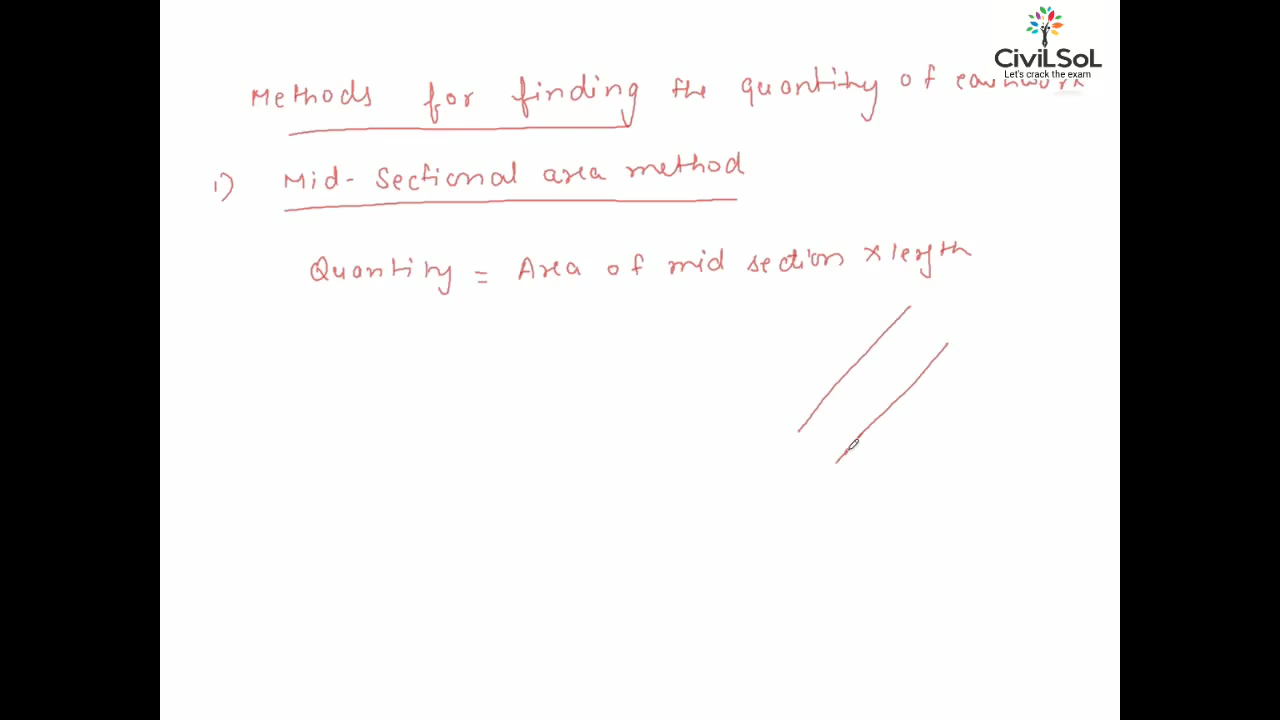 CiviLSoL
Let's crack the exam
Methods for finding the quantity of earthwork
1) Mid-Sectional area method
Quantity = Area of mid section x length